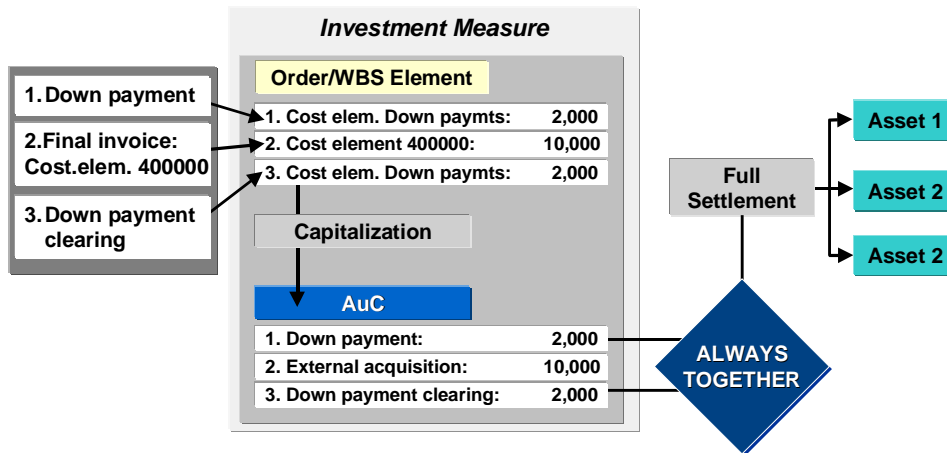 Investment Measure
1. Down payment
2. Final invoice:
Cost.elem. 400000
3. Down payment
clearing
Order/WBS Element
1. Cost elem. Down paymts: 2,000
2. Cost element 400000: 10,000
3. Cost elem. Down paymts: 2,000
Capitalization
AuC
1. Down payment: 2,000
2. External acquisition: 10,000
3. Down payment clearing: 2,000
Full
Settlement
ALWAYS
TOGETHER
Asset 1
Asset 2
Asset 2